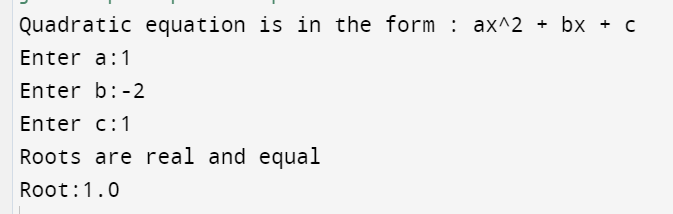 Quadratic equation is in the form : ax^2 + bx + c
Enter a:1
Enter b:-2
Enter c:1
Roots are real and equal
Root:1.0